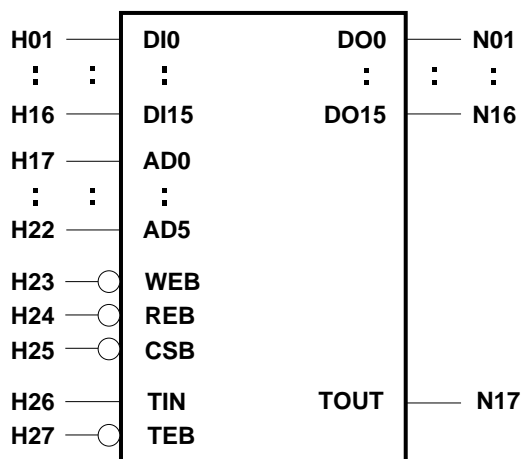 H01 DI0 DO0 N01
: : : : : :
H16 DI15 DO15 N16
H17 AD0
: : :
H22 AD5
H23 WEB
H24 REB
H25 CSB
H26 TIN TOUT N17
H27 TEB